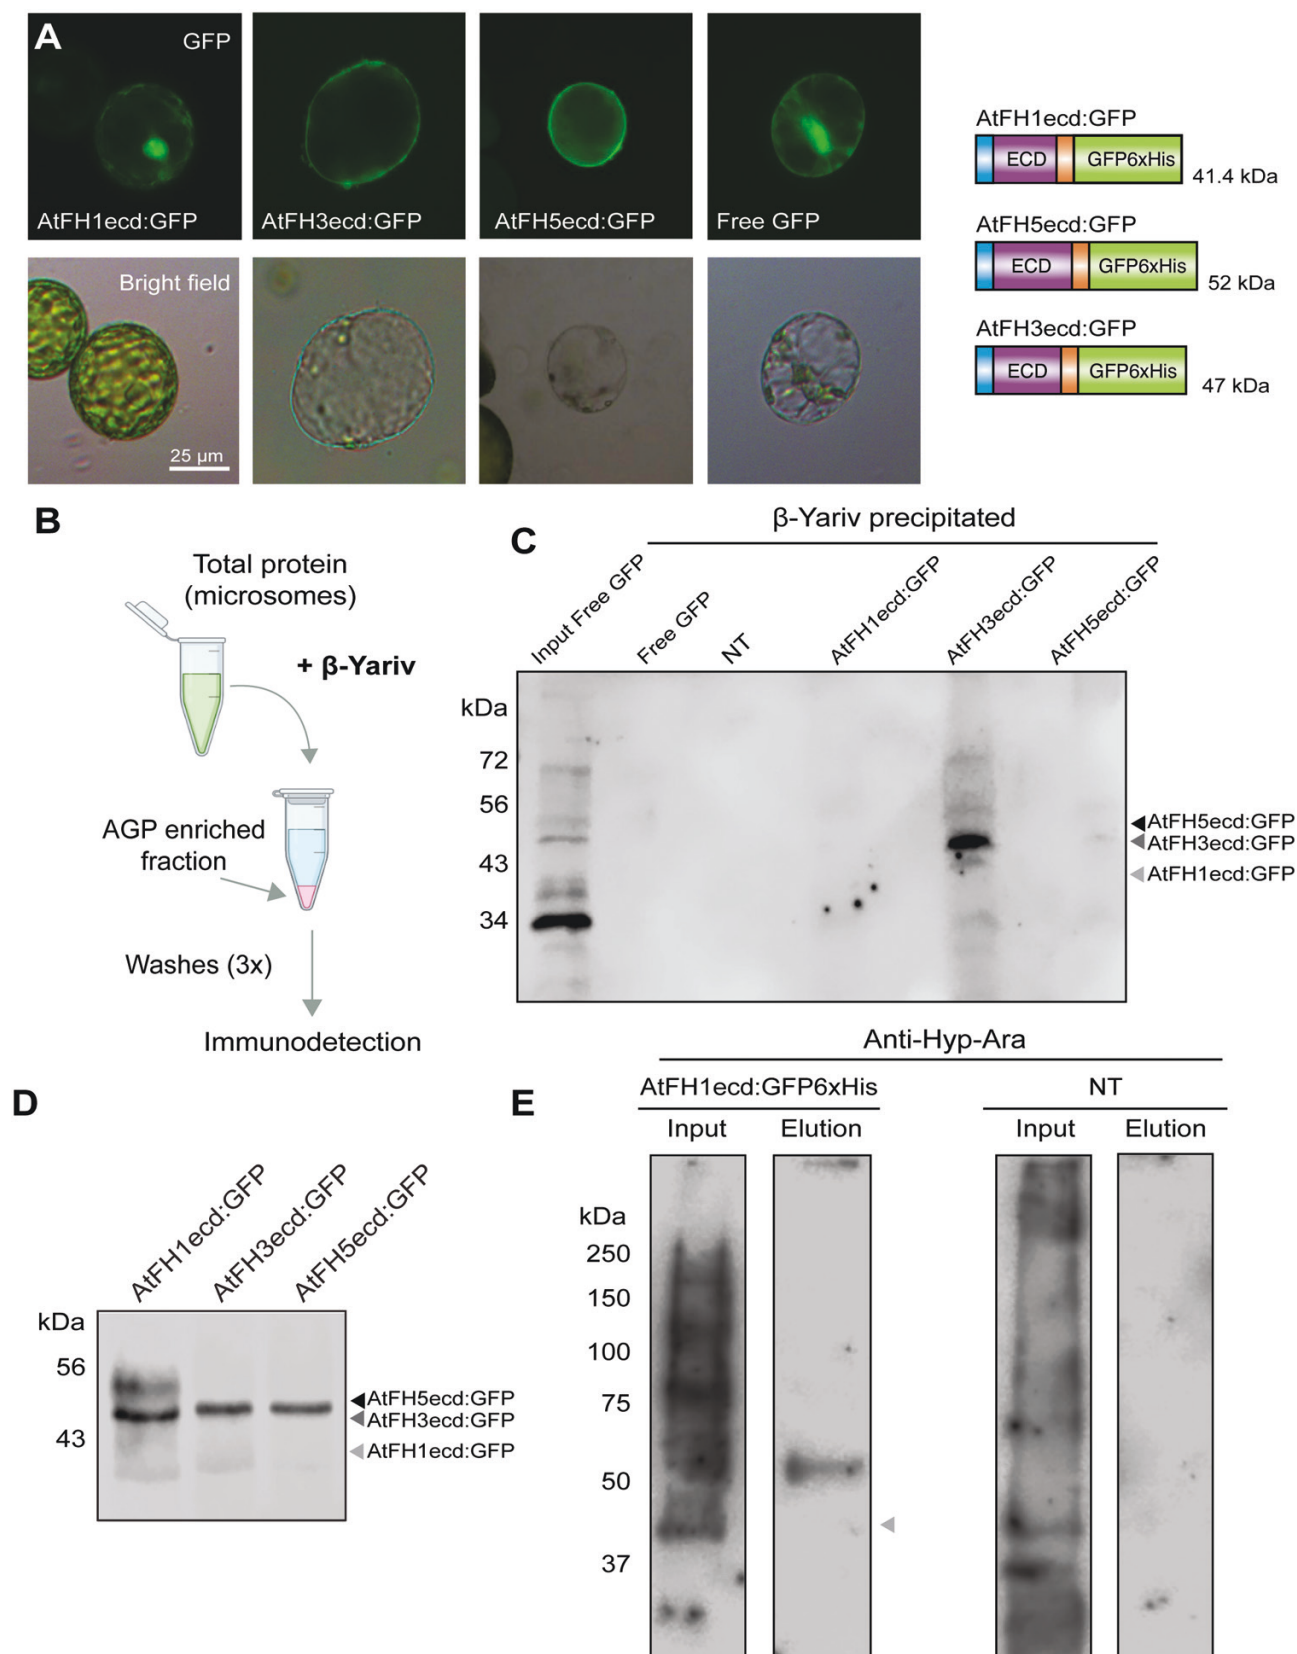 A
GFP
AtFH1ecd:GFP
AtFH3ecd:GFP
AtFH5ecd:GFP
Free GFP
Bright field
25 µm
AtFH1ecd:GFP
ECD
GFP6xHis
41.4 kDa
AtFH5ecd:GFP
ECD
GFP6xHis
52 kDa
AtFH3ecd:GFP
ECD
GFP6xHis
47 kDa
B
Total protein
(microsomes)
+ β-Yariv
AGP enriched
fraction
Washes (3x)
Immunodetection
C
β-Yariv precipitated
Input Free GFP
Free GFP
NT
AtFH1ecd:GFP
AtFH3ecd:GFP
AtFH5ecd:GFP
kDa
72
56
43
34
AtFH5ecd:GFP
AtFH3ecd:GFP
AtFH1ecd:GFP
D
AtFH1ecd:GFP
AtFH3ecd:GFP
AtFH5ecd:GFP
kDa
56
43
AtFH5ecd:GFP
AtFH3ecd:GFP
AtFH1ecd:GFP
E
Anti-Hyp-Ara
AtFH1ecd:GFP6xHis
NT
Input
Elution
Input
Elution
kDa
250
150
100
75
50
37